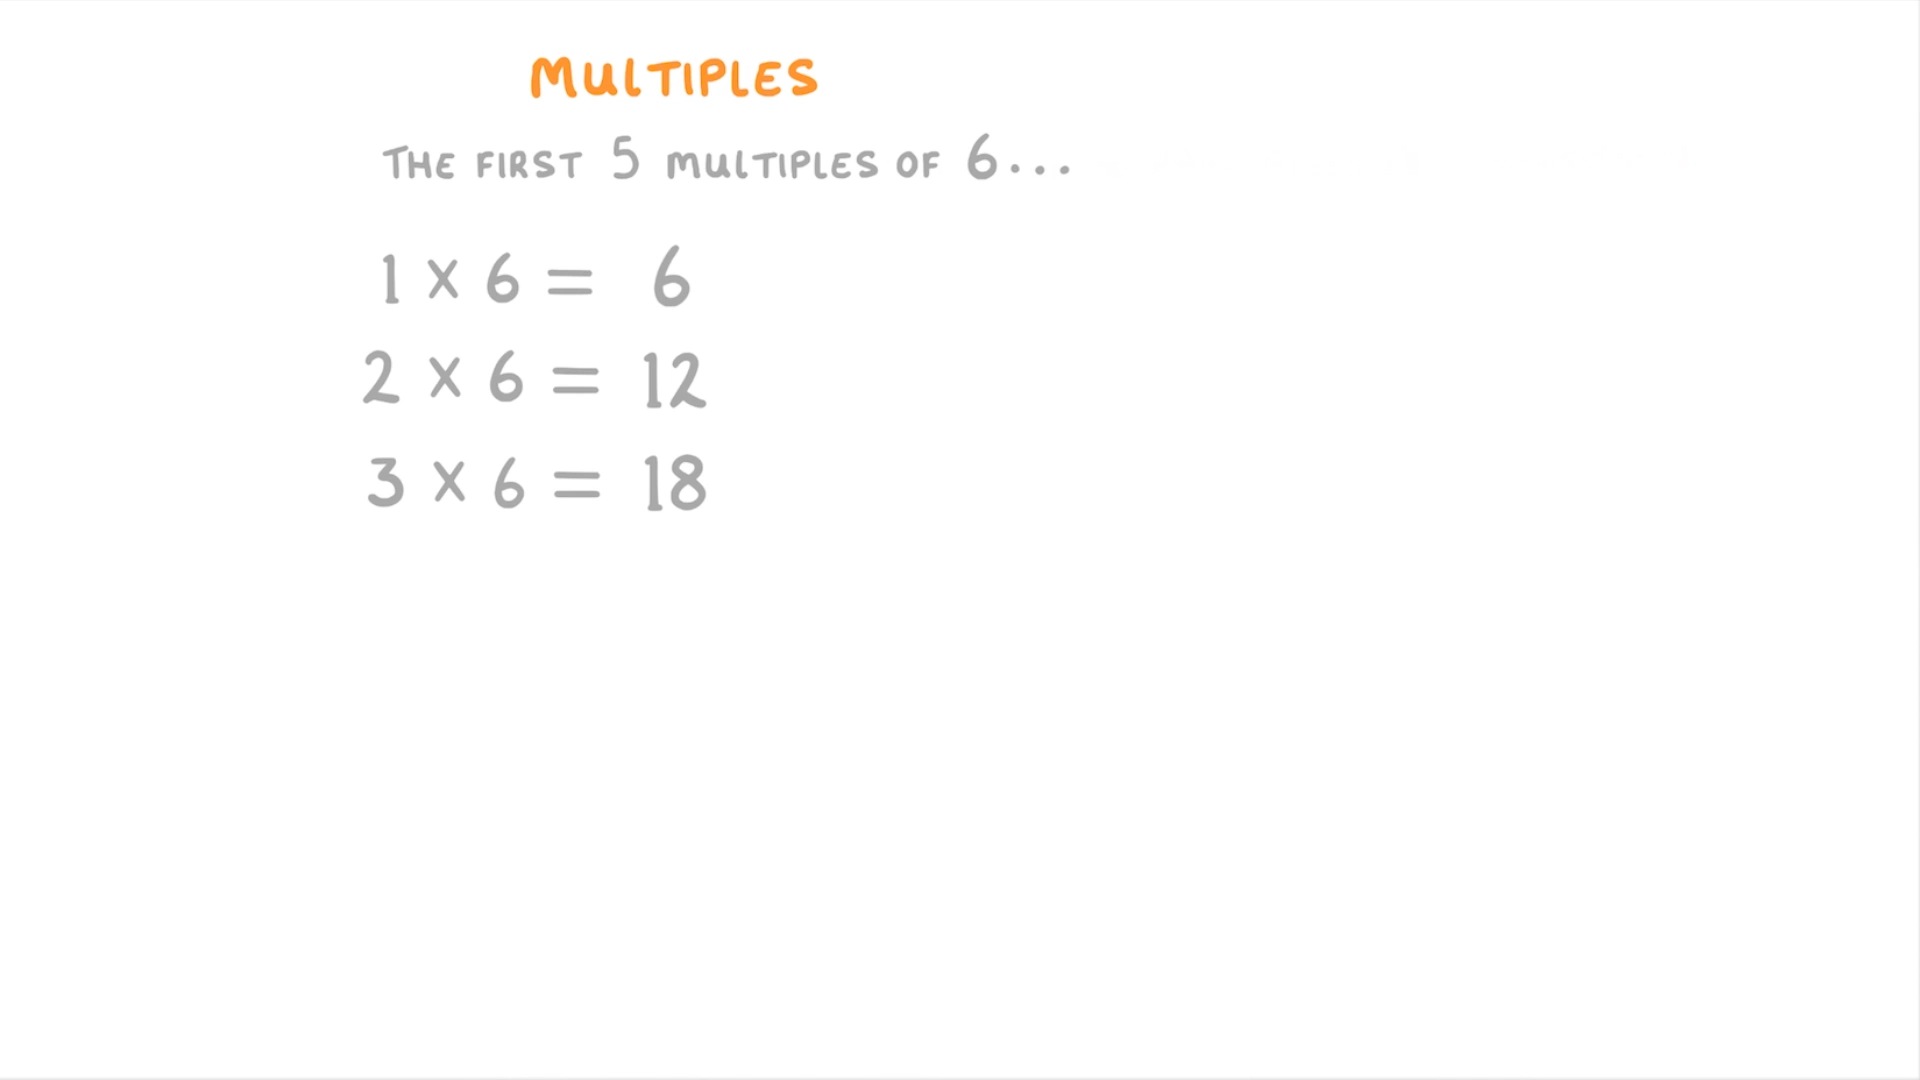 MULTIPLES
THE FIRST 5 MULTIPLES OF 6...
1 × 6 = 6
2 × 6 = 12
3 × 6 = 18